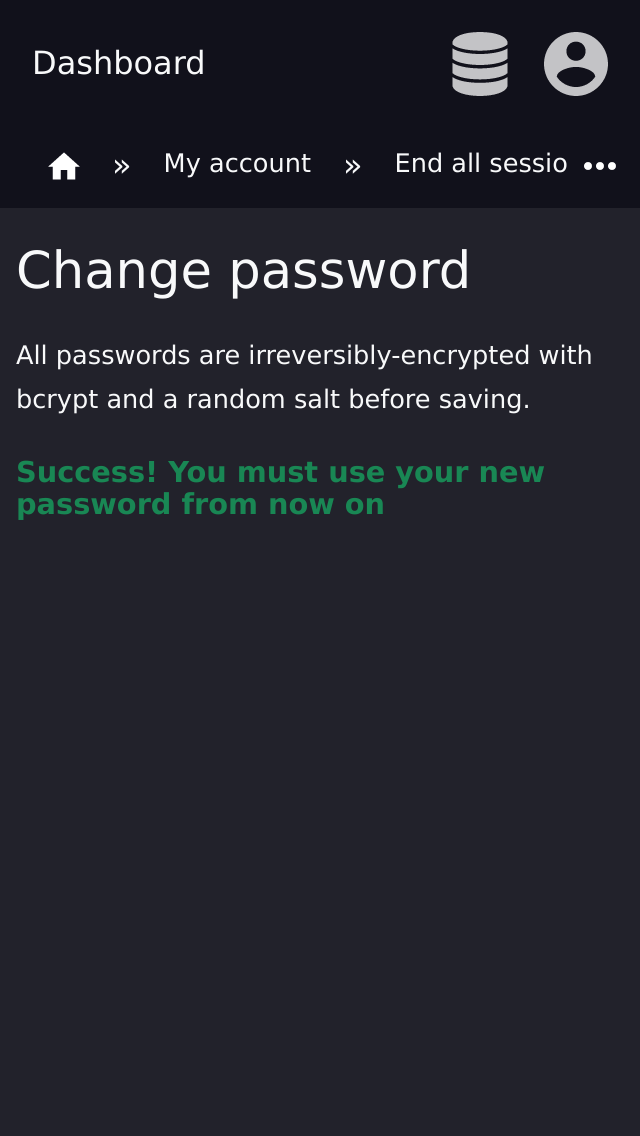 Dashboard
» My account » End all sessio
Change password
All passwords are irreversibly-encrypted with
bcrypt and a random salt before saving.
Success! You must use your new
password from now on